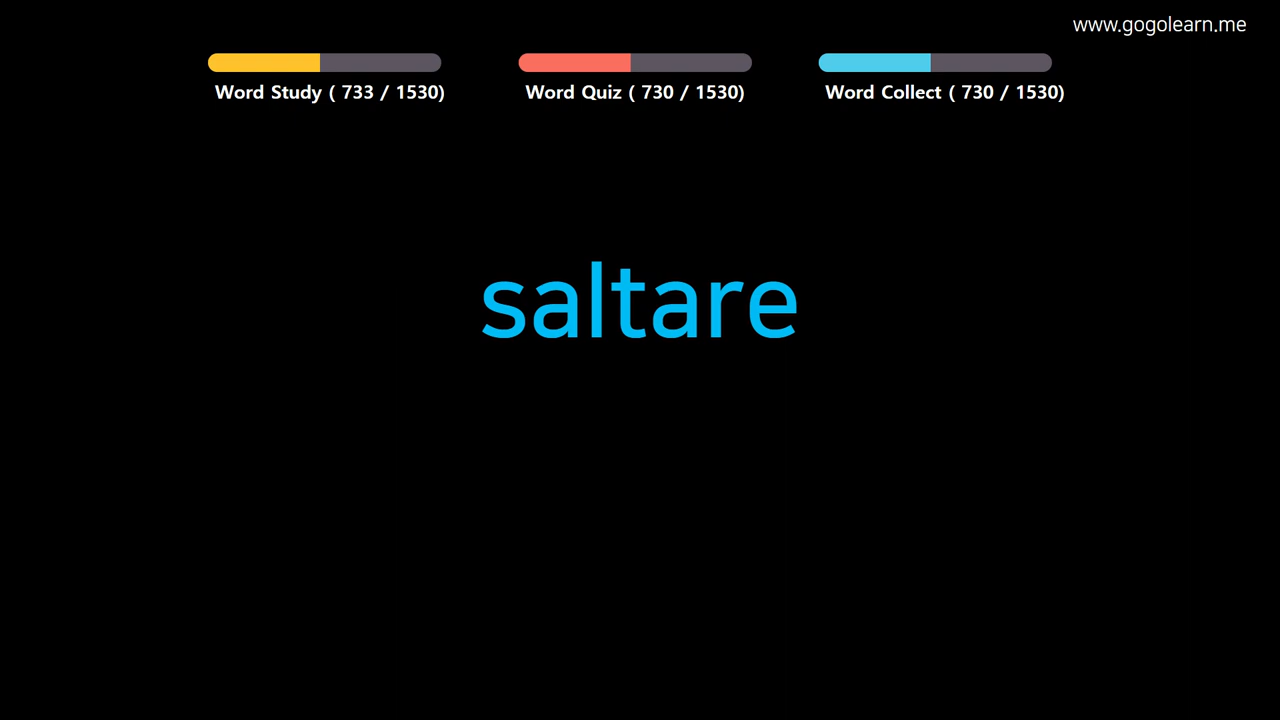 www.gogolearn.me
Word Study ( 733 / 1530)
Word Quiz ( 730 / 1530)
Word Collect ( 730 / 1530)
saltare